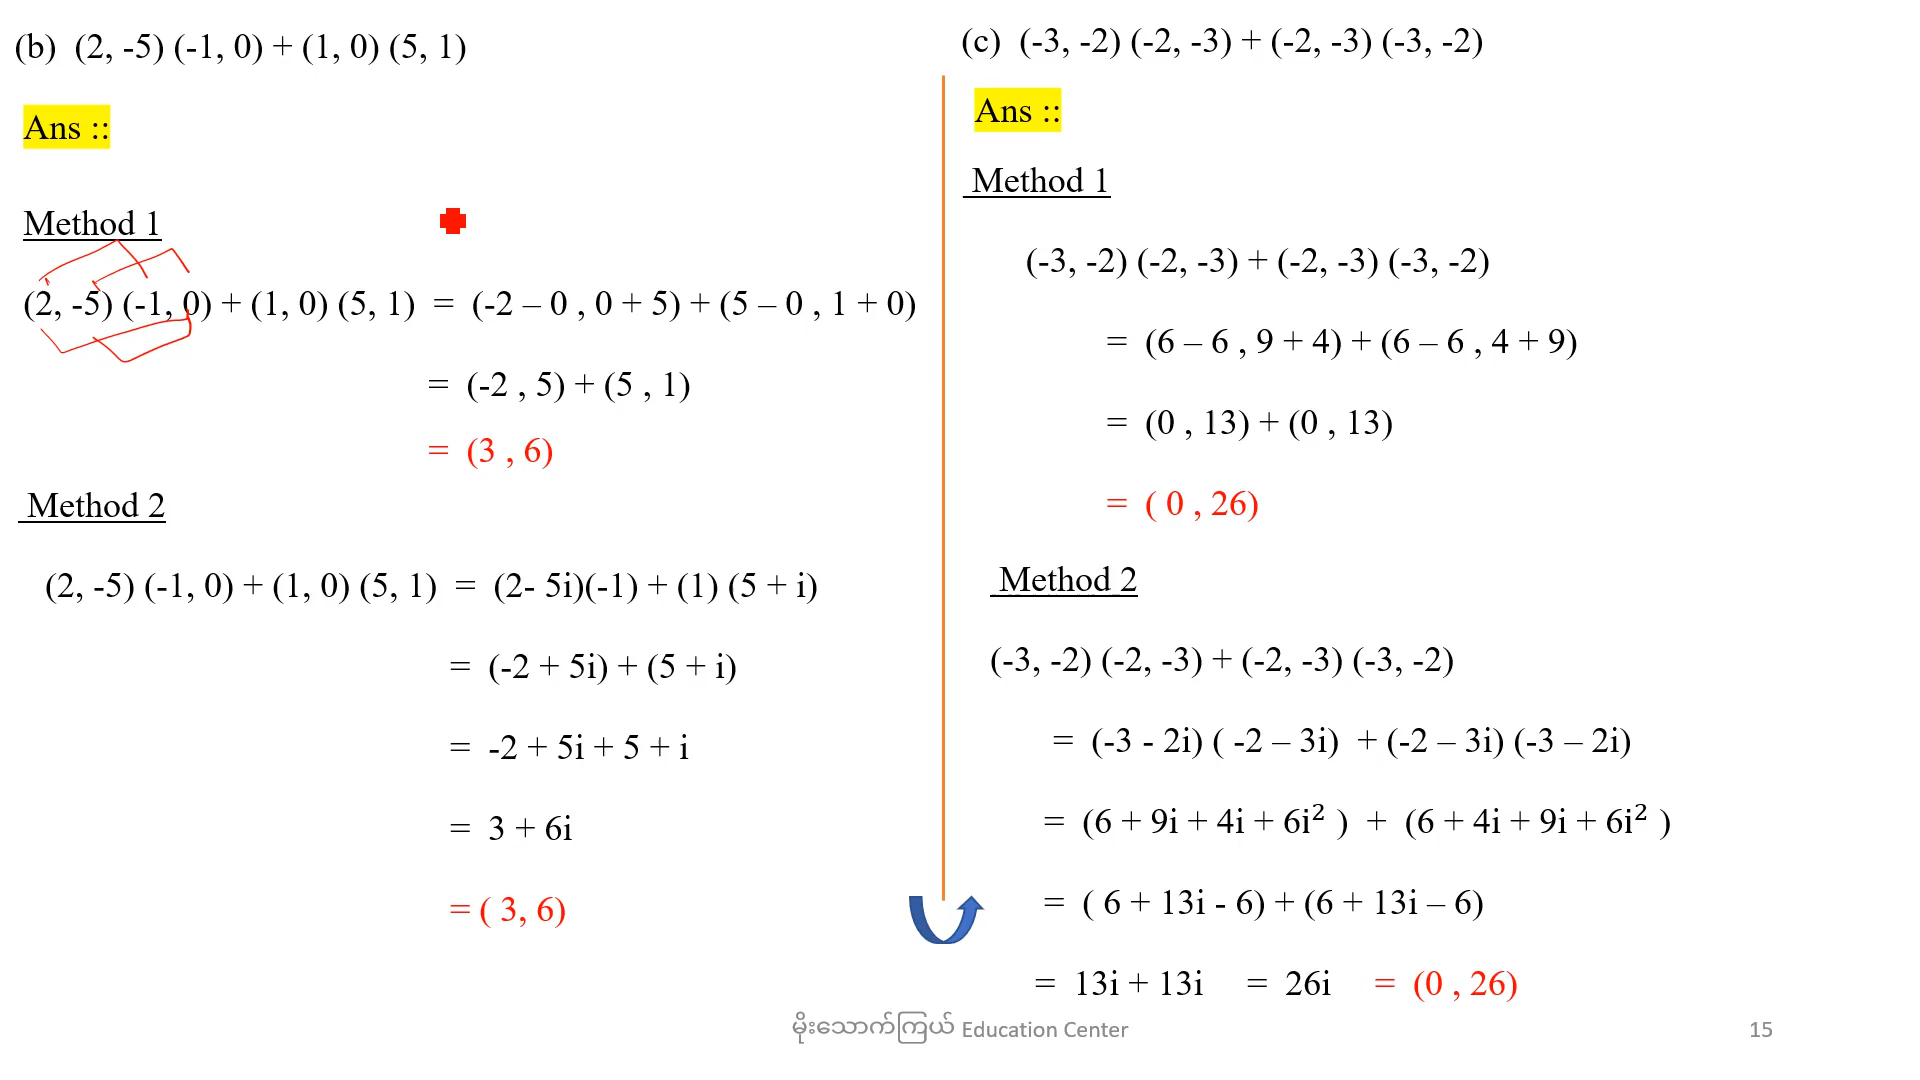 (b) (2, -5) (-1, 0) + (1, 0) (5, 1)
Ans ::
Method 1
(2, -5) (-1, 0) + (1, 0) (5, 1) = (-2 – 0 , 0 + 5) + (5 – 0 , 1 + 0)
= (-2 , 5) + (5 , 1)
= (3 , 6)
Method 2
(2, -5) (-1, 0) + (1, 0) (5, 1) = (2- 5i)(-1) + (1) (5 + i)
= (-2 + 5i) + (5 + i)
= -2 + 5i + 5 + i
= 3 + 6i
= ( 3, 6)
(c) (-3, -2) (-2, -3) + (-2, -3) (-3, -2)
Ans ::
Method 1
(-3, -2) (-2, -3) + (-2, -3) (-3, -2)
= (6 – 6 , 9 + 4) + (6 – 6 , 4 + 9)
= (0 , 13) + (0 , 13)
= ( 0 , 26)
Method 2
(-3, -2) (-2, -3) + (-2, -3) (-3, -2)
= (-3 - 2i) ( -2 – 3i) + (-2 – 3i) (-3 – 2i)
= (6 + 9i + 4i + 6i² ) + (6 + 4i + 9i + 6i² )
= ( 6 + 13i - 6) + (6 + 13i – 6)
= 13i + 13i = 26i = (0 , 26)
မိုးသောက်ကြယ် Education Center
15